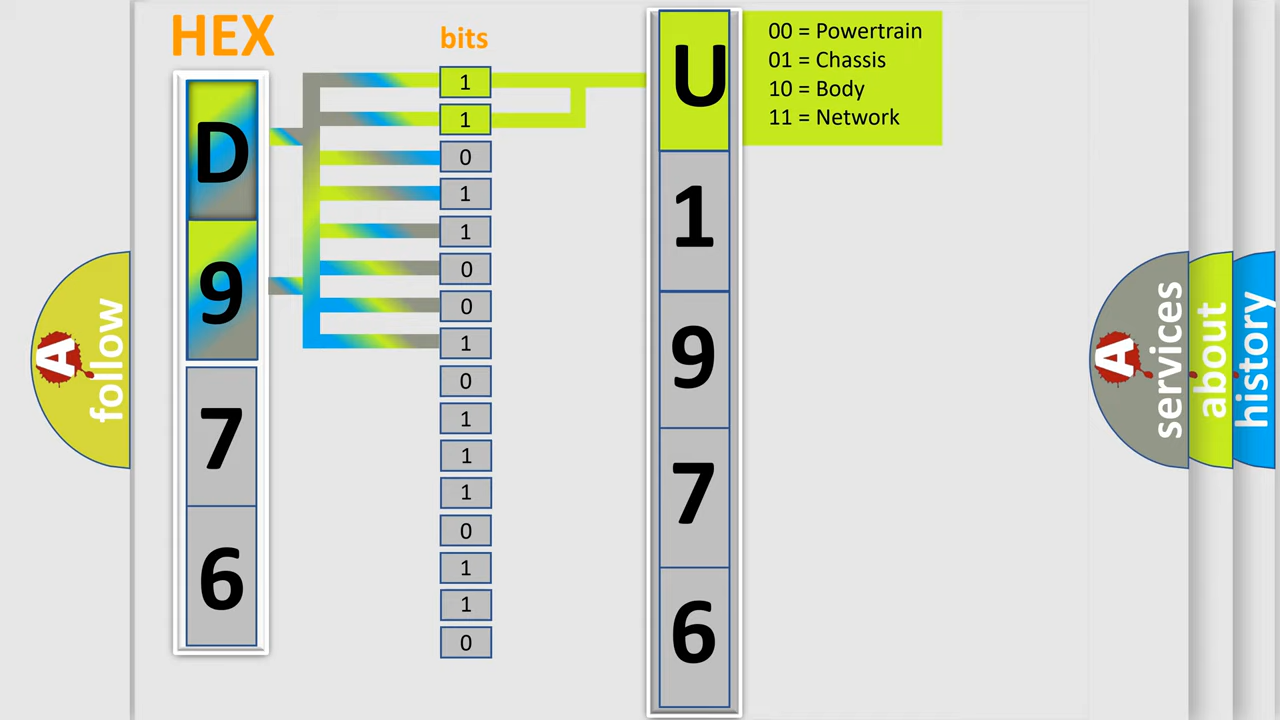 HEX
D
9
7
6
bits
1
1
0
1
1
0
0
1
0
1
1
1
0
1
1
0
U
1
9
7
6
00 = Powertrain
01 = Chassis
10 = Body
11 = Network
A
follow
A
services
about
history